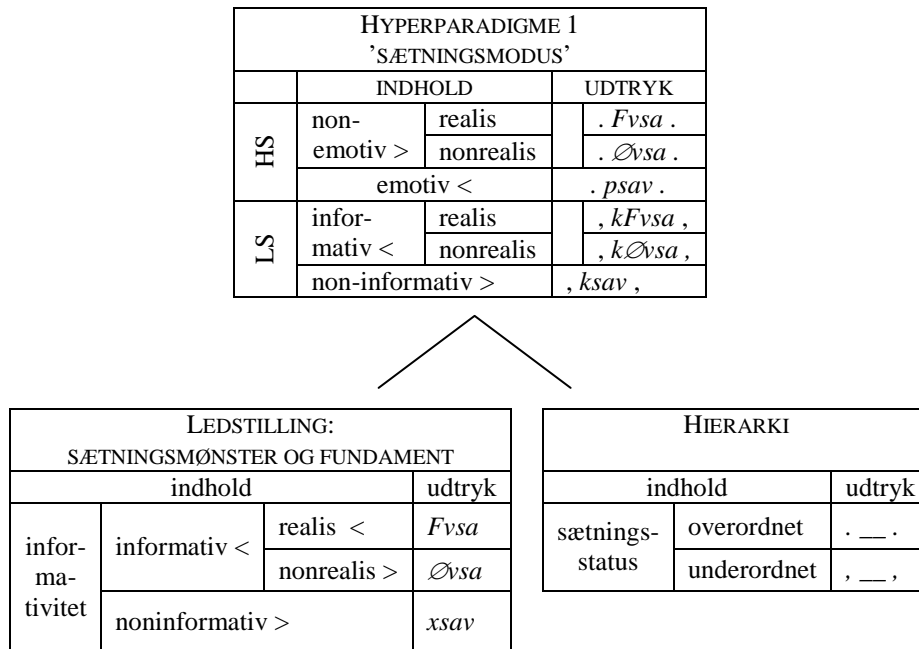 HYPERPARADIGME 1
’SÆTNINGSMODUS’
INDHOLD UDTRYK
HS
non-
emotiv >
realis . Fvsa .
nonrealis . ∅vsa .
emotiv < . psav .
LS
infor-
mativ <
realis , kFvsa ,
nonrealis , k∅vsa ,
non-informativ > , ksav ,
LEDSTILLING:
SÆTNINGSMØNSTER OG FUNDAMENT
indhold udtryk
infor-
ma-
tivitet
informativ <
realis < Fvsa
nonrealis > ∅vsa
noninformativ > xsav
HIERARKI
indhold udtryk
sætnings-
status
overordnet . __ .
underordnet , __ ,